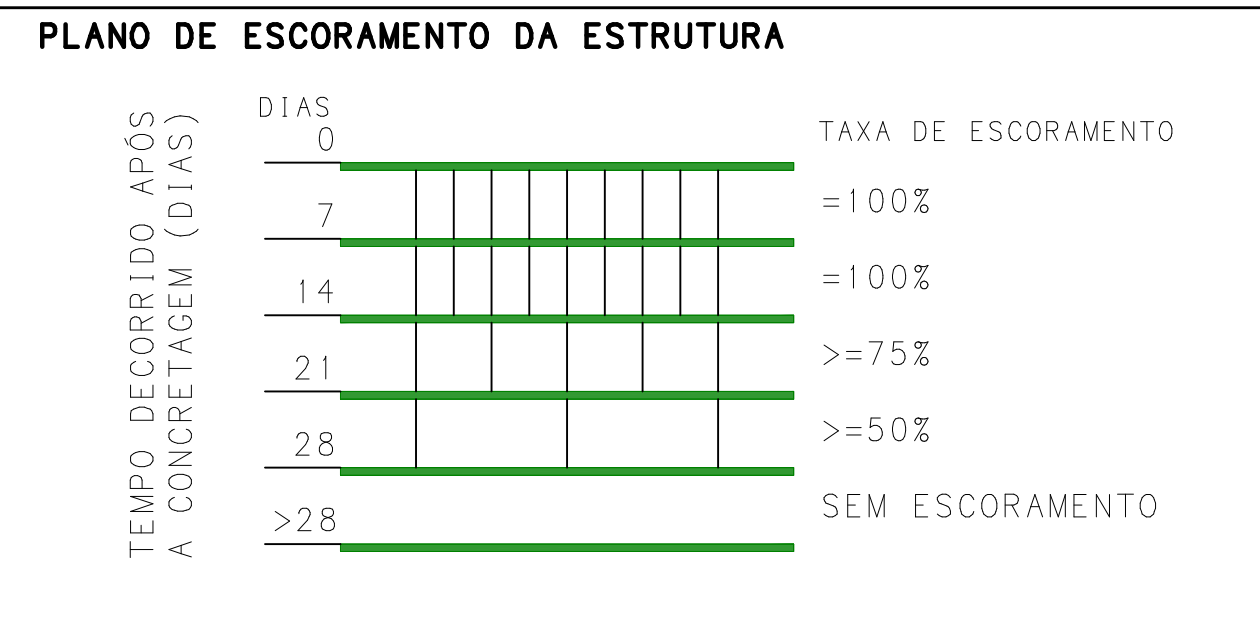 PLANO DE ESCORAMENTO DA ESTRUTURA
TEMPO DECORRIDO APÓS
A CONCRETAGEM (DIAS)
DIAS
0
TAXA DE ESCORAMENTO
7
=100%
14
=100%
21
>=75%
28
>=50%
>28
SEM ESCORAMENTO